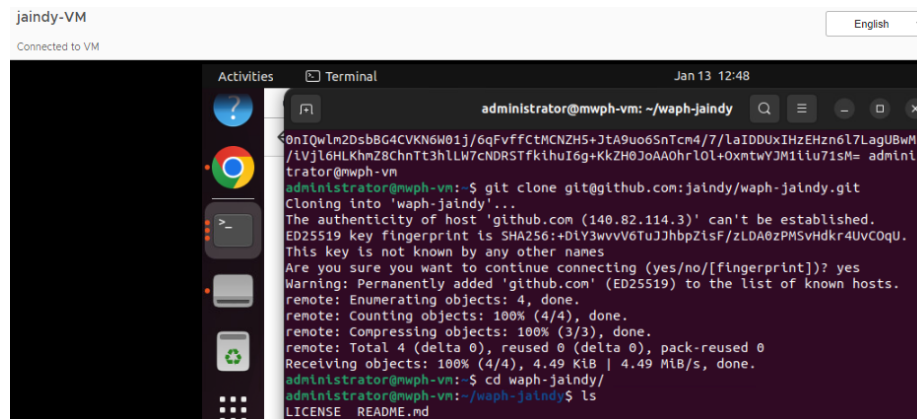 jaindy-VM
English
Connected to VM
Activities
Terminal
Jan 13 12:48
administrator@mwph-vm: ~/waph-jaindy
0nIQwlm2DsbBG4CVKN6W01j/6qFvffCtMCNZH5+JtA9uo6SnTcm4/7/laIDDUxIHzEHzn6l7LagUBwM
/iVjl6HLKhmZ8ChnTt3hlLW7cNDRSTfkihuI6g+KkZH0JoAAOhrlOl+OxmtwYJM1iiu71sM= admini
trator@mwph-vm
administrator@mwph-vm:~$ git clone git@github.com:jaindy/waph-jaindy.git
Cloning into 'waph-jaindy'...
The authenticity of host 'github.com (140.82.114.3)' can't be established.
ED25519 key fingerprint is SHA256:+DiY3wvvV6TuJJhbpZisF/zLDA0zPMSvHdkr4UvCOqU.
This key is not known by any other names
Are you sure you want to continue connecting (yes/no/[fingerprint])? yes
Warning: Permanently added 'github.com' (ED25519) to the list of known hosts.
remote: Enumerating objects: 4, done.
remote: Counting objects: 100% (4/4), done.
remote: Compressing objects: 100% (3/3), done.
remote: Total 4 (delta 0), reused 0 (delta 0), pack-reused 0
Receiving objects: 100% (4/4), 4.49 KiB | 4.49 MiB/s, done.
administrator@mwph-vm:~$ cd waph-jaindy/
administrator@mwph-vm:~/waph-jaindy$ ls
LICENSE  README.md